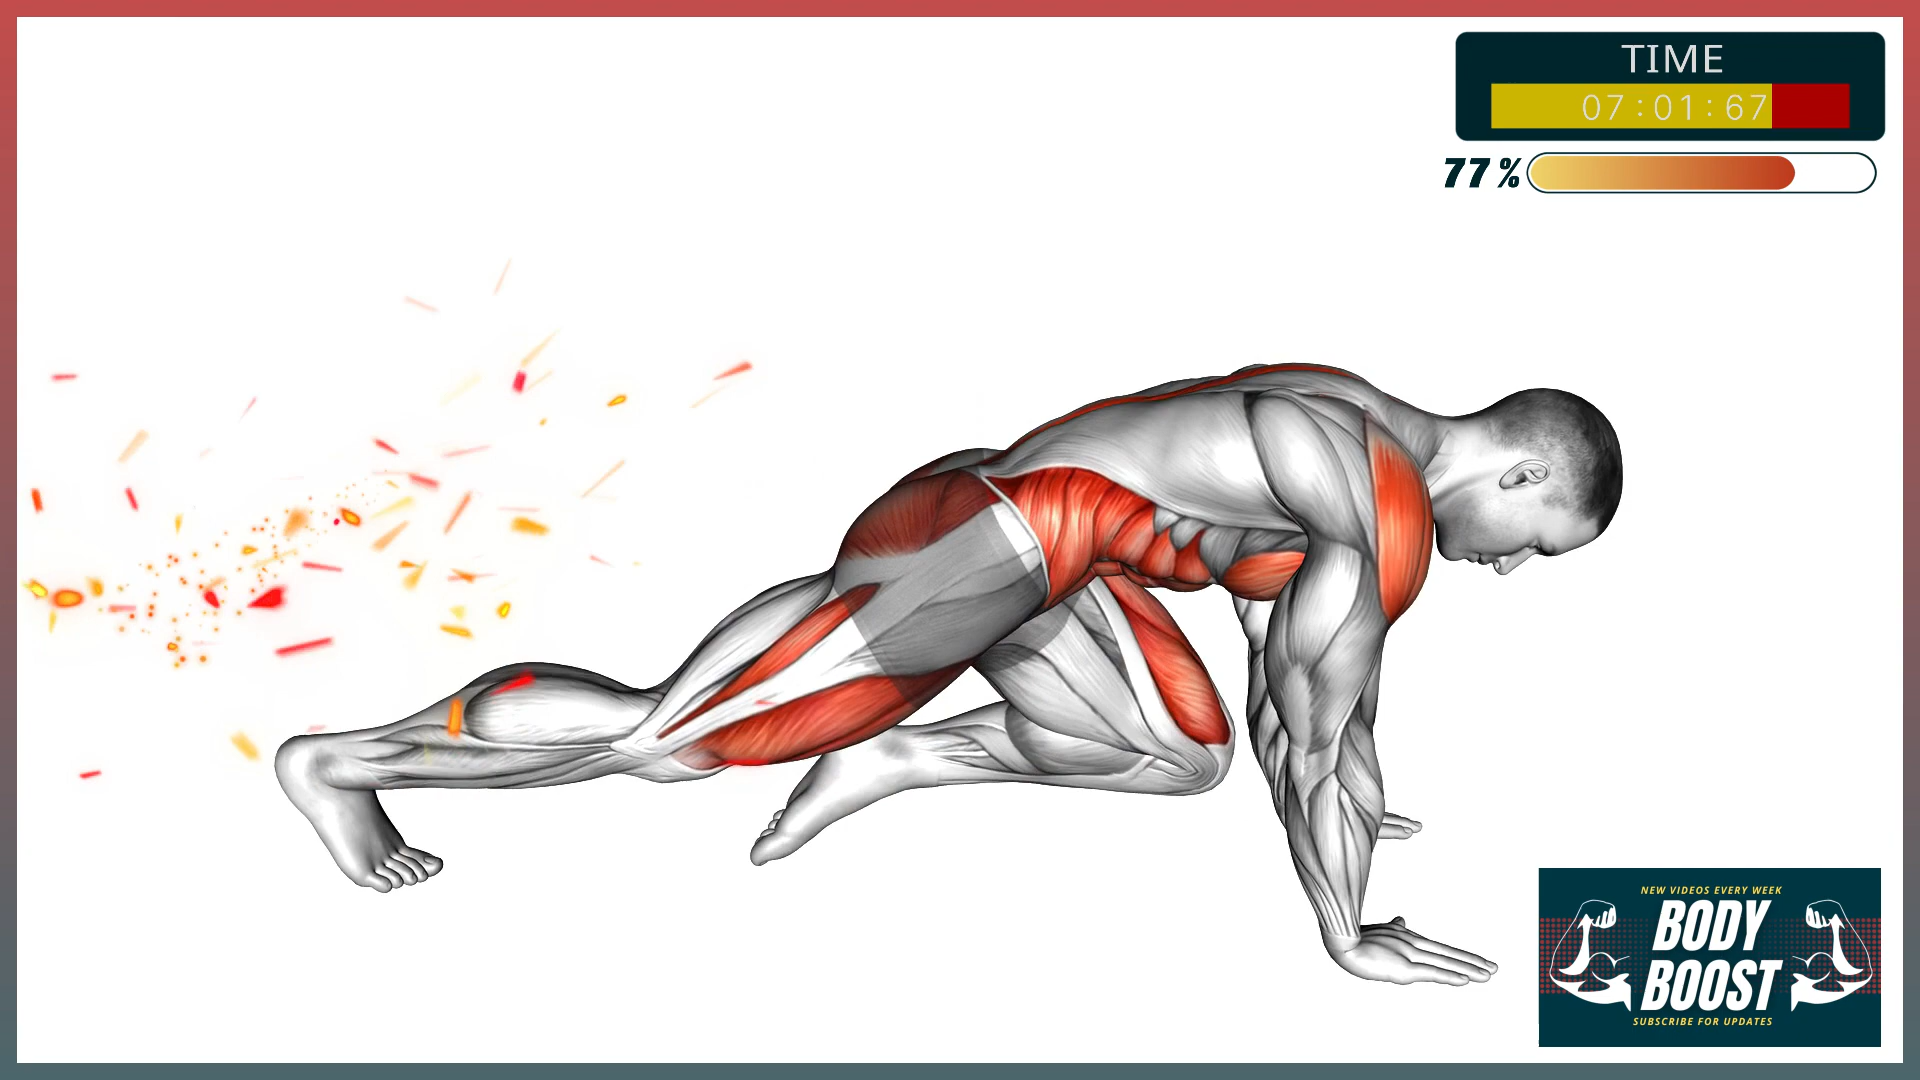 TIME
07:01:67
77%
NEW VIDEOS EVERY WEEK
BODY
BOOST
SUBSCRIBE FOR UPDATES